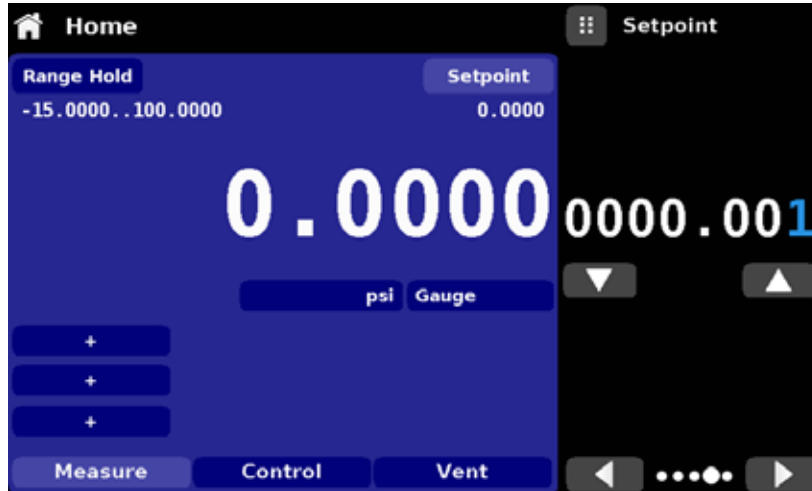 Home
Setpoint
Range Hold
Setpoint
-15.0000..100.0000
0.0000
0.0000
0000.001
psi
Gauge
+
+
+
Measure
Control
Vent